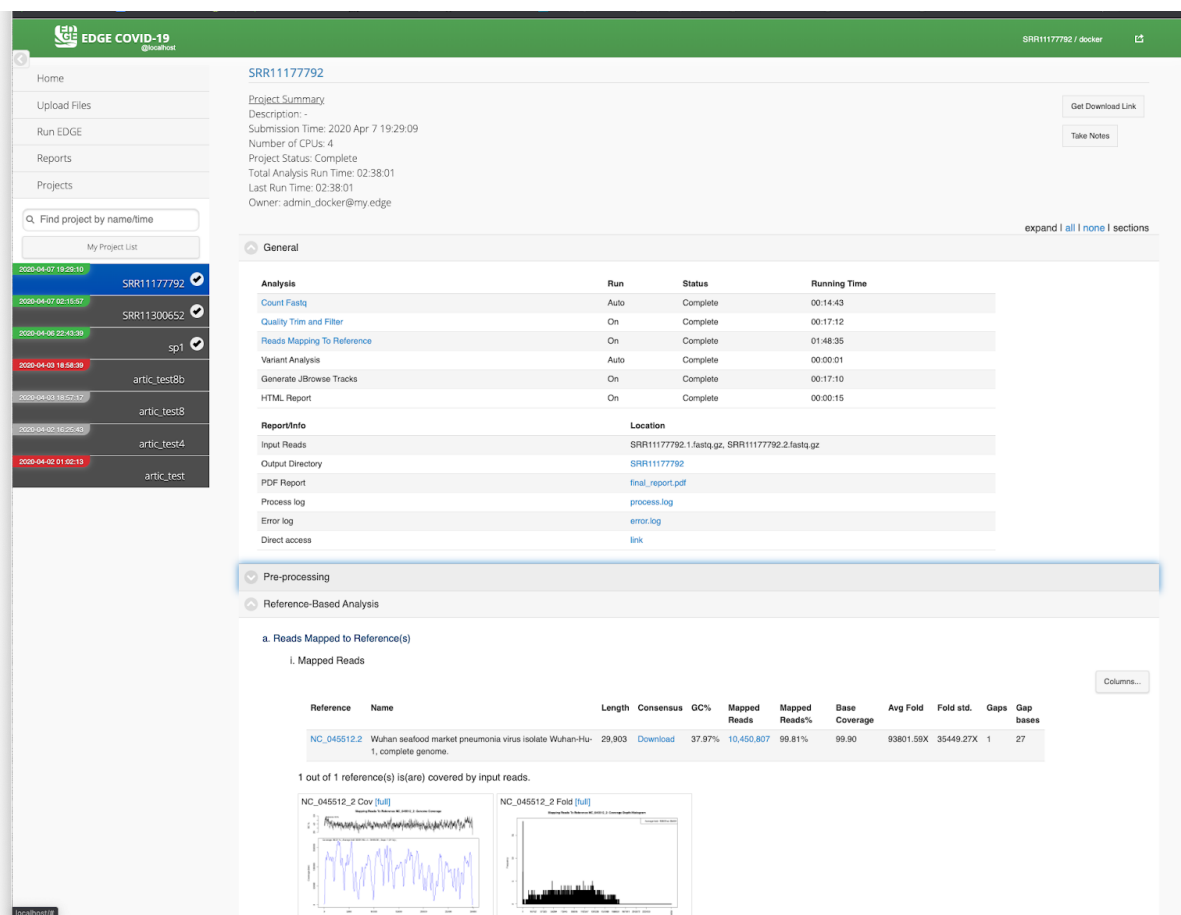 EDGE COVID-19
@localhost
SRR11177792 / docker
Home
Upload Files
Run EDGE
Reports
Projects
Find project by name/time
My Project List
2020-04-07 19:29:10
SRR11177792
2020-04-07 02:15:57
SRR11300652
2020-04-06 22:43:39
sp1
2020-04-03 18:58:39
artic_test8b
2020-04-03 18:57:17
artic_test8
2020-04-02 16:25:43
artic_test4
2020-04-02 01:02:13
artic_test
SRR11177792
Project Summary
Description: -
Submission Time: 2020 Apr 7 19:29:09
Number of CPUs: 4
Project Status: Complete
Total Analysis Run Time: 02:38:01
Last Run Time: 02:38:01
Owner: admin_docker@my.edge
Get Download Link
Take Notes
expand | all | none | sections
General
Analysis Run Status Running Time
Count Fastq Auto Complete 00:14:43
Quality Trim and Filter On Complete 00:17:12
Reads Mapping To Reference On Complete 01:48:35
Variant Analysis Auto Complete 00:00:01
Generate JBrowse Tracks On Complete 00:17:10
HTML Report On Complete 00:00:15
Report/Info Location
Input Reads SRR11177792.1.fastq.gz, SRR11177792.2.fastq.gz
Output Directory SRR11177792
PDF Report final_report.pdf
Process log process.log
Error log error.log
Direct access link
Pre-processing
Reference-Based Analysis
a. Reads Mapped to Reference(s)
i. Mapped Reads
Columns...
Reference Name Length Consensus GC% Mapped Reads Mapped Reads% Base Coverage Avg Fold Fold std. Gaps Gap bases
NC_045512.2 Wuhan seafood market pneumonia virus isolate Wuhan-Hu-1, complete genome. 29,903 Download 37.97% 10,450,807 99.81% 99.90 93801.59X 35449.27X 1 27
1 out of 1 reference(s) is(are) covered by input reads.
NC_045512_2 Cov [full]
NC_045512_2 Fold [full]
localhost/#